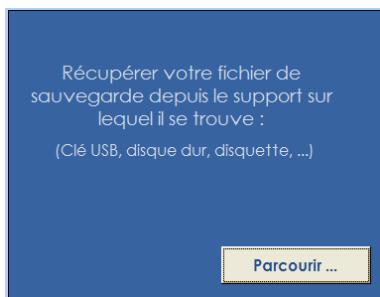 Récupérer votre fichier de
sauvegarde depuis le support sur
lequel il se trouve :
(Clé USB, disque dur, disquette, ...)
Parcourir ...